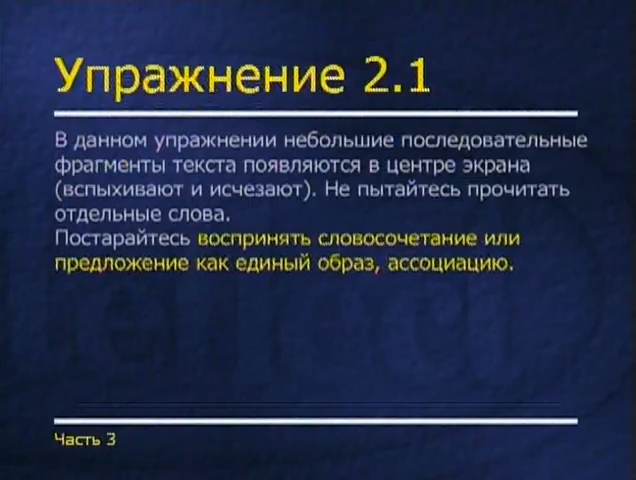 Упражнение 2.1
В данном упражнении небольшие последовательные
фрагменты текста появляются в центре экрана
(вспыхивают и исчезают). Не пытайтесь прочитать
отдельные слова.
Постарайтесь воспринять словосочетание или
предложение как единый образ, ассоциацию.
Часть 3